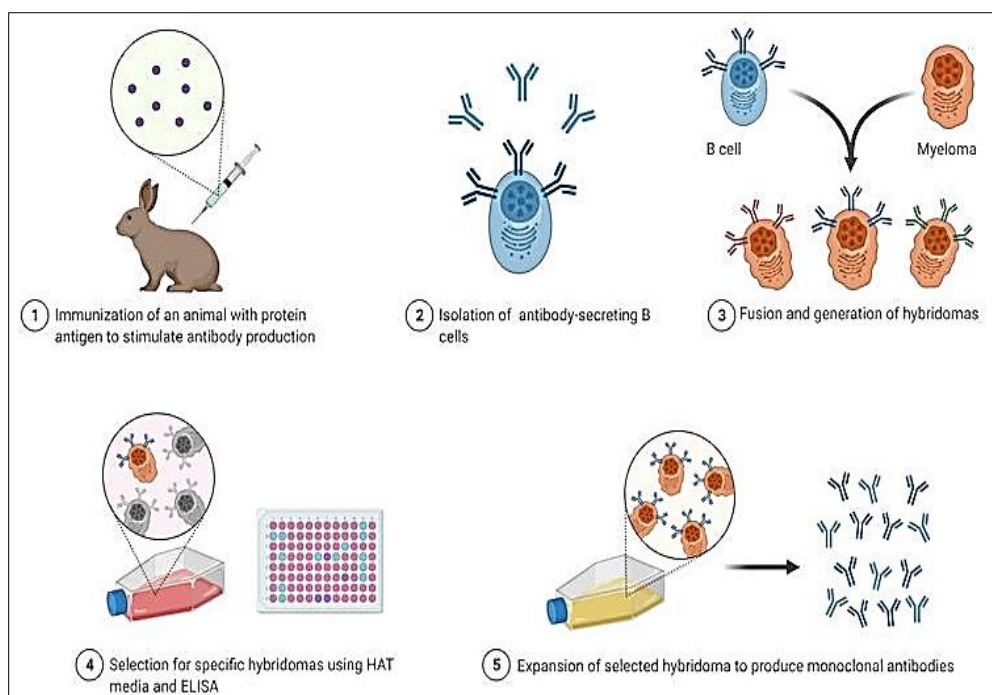 B cell
Myeloma
1 Immunization of an animal with protein
antigen to stimulate antibody production
2 Isolation of antibody-secreting B
cells
3 Fusion and generation of hybridomas
4 Selection for specific hybridomas using HAT
media and ELISA
5 Expansion of selected hybridoma to produce monoclonal antibodies